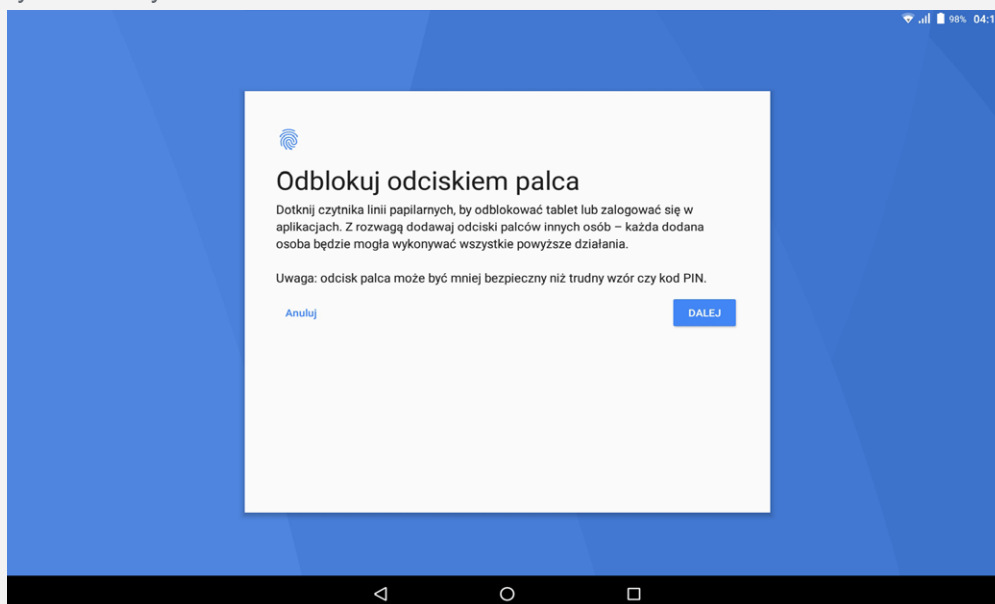 98% 04:1
Odblokuj odciskiem palca
Dotknij czytnika linii papilarnych, by odblokować tablet lub zalogować się w
aplikacjach. Z rozwagą dodawaj odciski palców innych osób – każda dodana
osoba będzie mogła wykonywać wszystkie powyższe działania.
Uwaga: odcisk palca może być mniej bezpieczny niż trudny wzór czy kod PIN.
Anuluj DALEJ